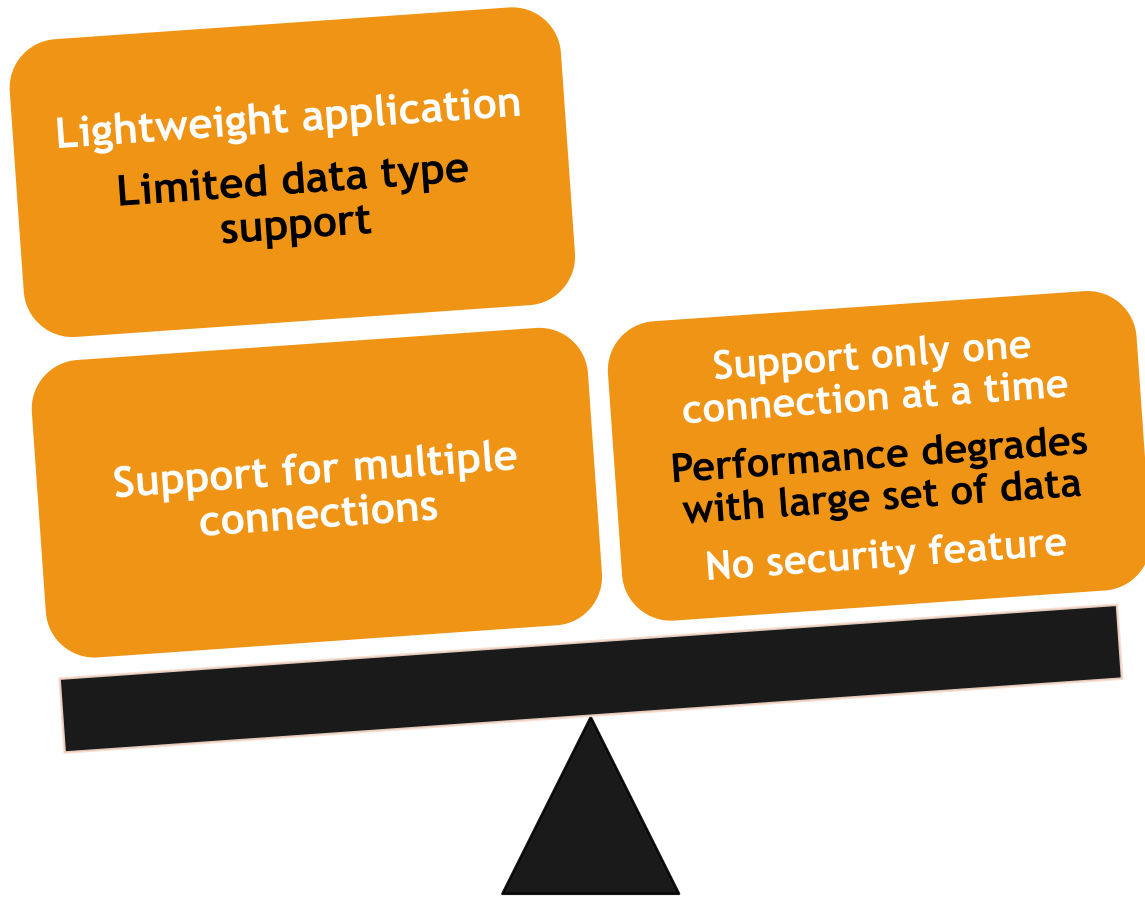 Lightweight application
Limited data type
support
Support for multiple
connections
Support only one
connection at a time
Performance degrades
with large set of data
No security feature